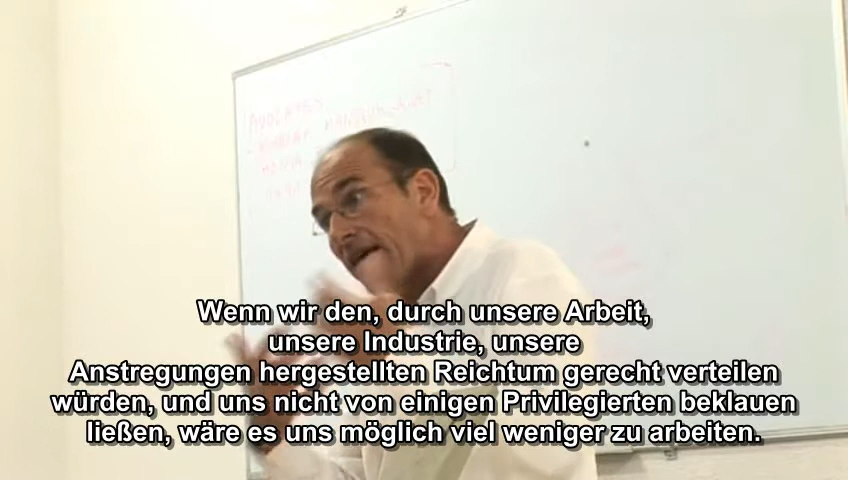 Wenn wir den, durch unsere Arbeit,
unsere Industrie, unsere
Anstregungen hergestellten Reichtum gerecht verteilen
würden, und uns nicht von einigen Privilegierten beklauen
ließen, wäre es uns möglich viel weniger zu arbeiten.